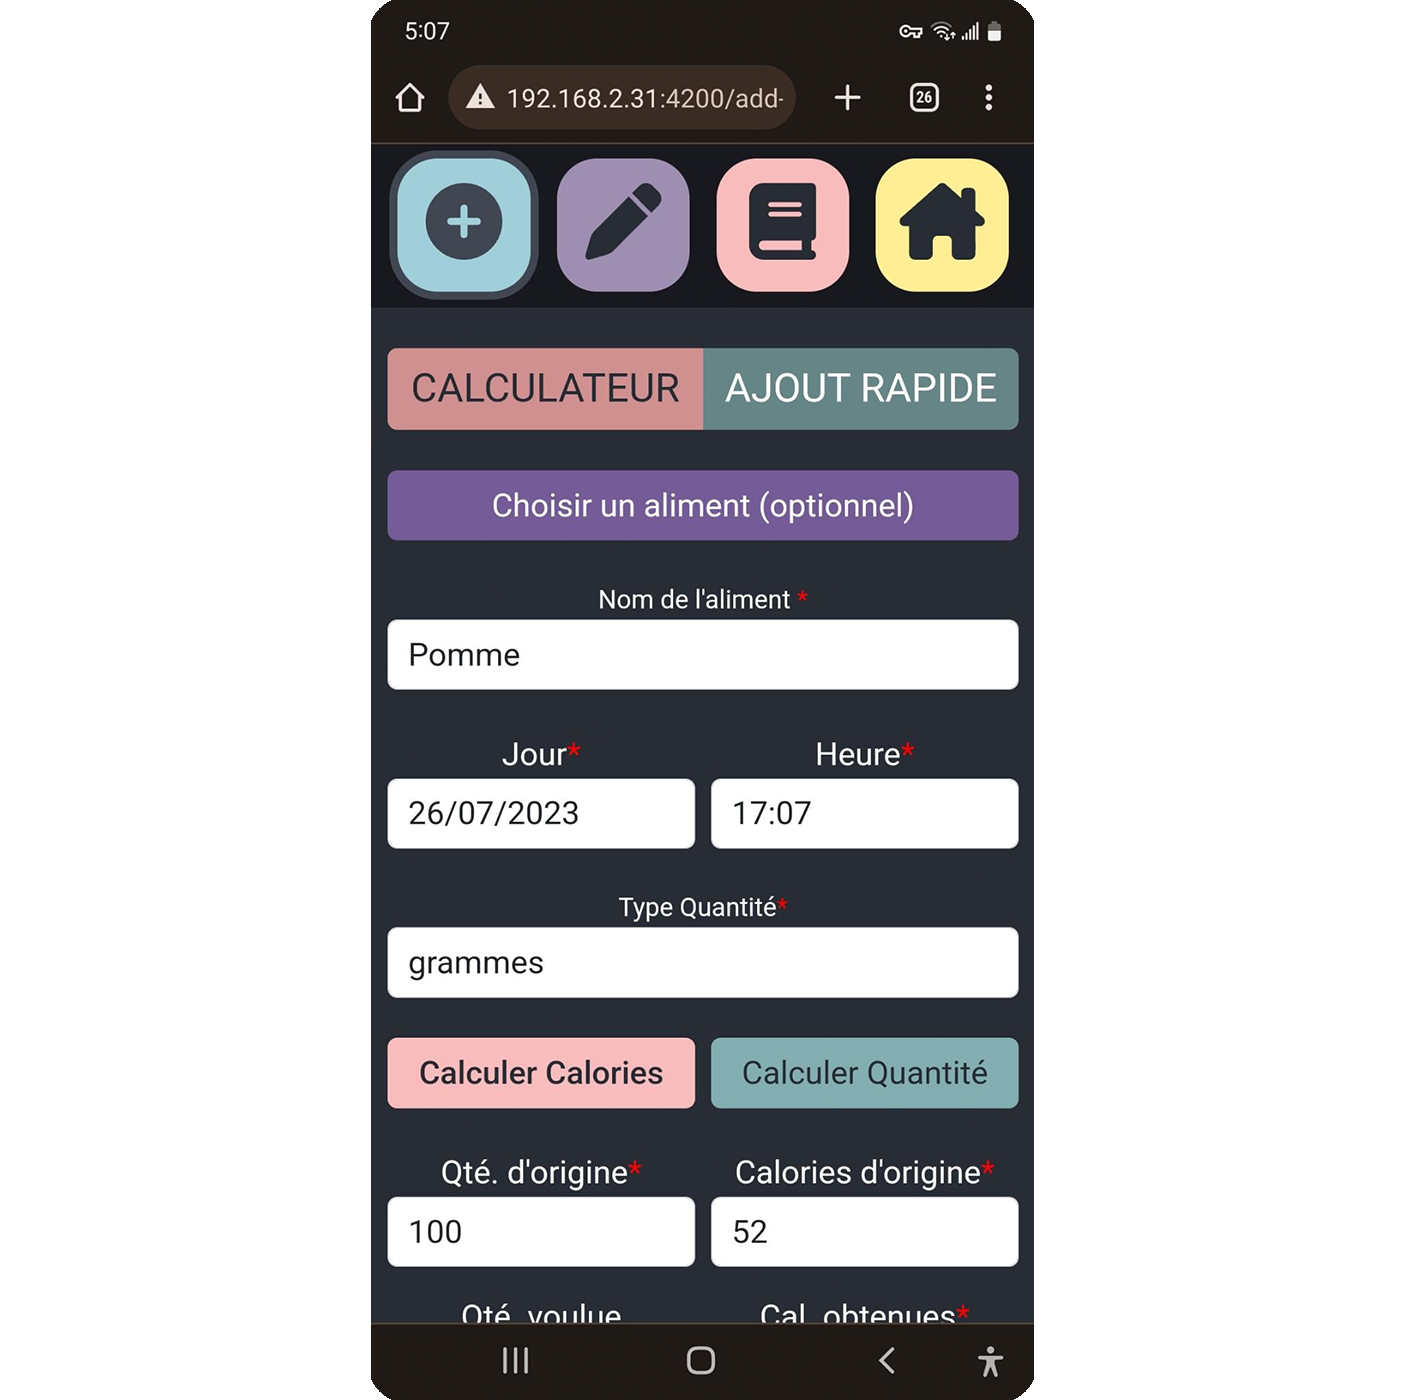 5:07
192.168.2.31:4200/add-
26
CALCULATEUR AJOUT RAPIDE
Choisir un aliment (optionnel)
Nom de l'aliment *
Pomme
Jour* Heure*
26/07/2023 17:07
Type Quantité*
grammes
Calculer Calories Calculer Quantité
Qté. d'origine* Calories d'origine*
100 52
Qté. voulue Cal. obtenues*